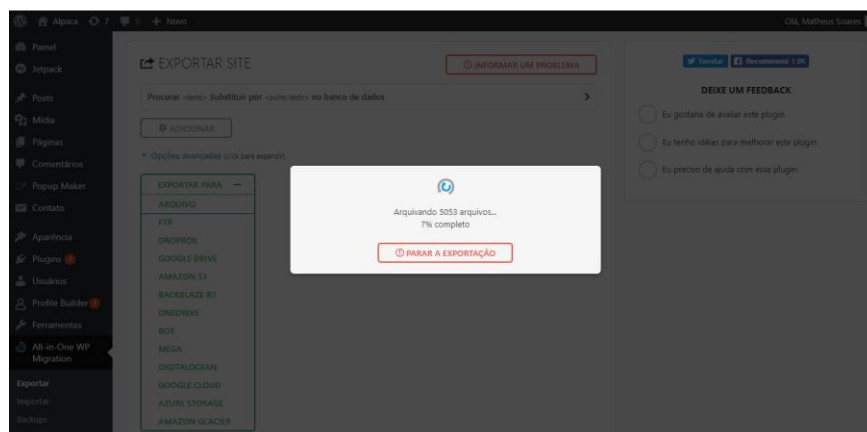 Alpaca
7
0
+ Novo
Olá, Matheus Soares
Painel
Jetpack
Posts
Mídia
Páginas
Comentários
Popup Maker
Contato
Aparência
Plugins
Usuários
Profile Builder
Ferramentas
All-in-One WP
Migration
Exportar
Importar
Backups
EXPORTAR SITE
INFORMAR UM PROBLEMA
Procurar <texto> Substituir por <outro-texto> no banco de dados
ADICIONAR
Opções avançadas (click para expandir)
EXPORTAR PARA
ARQUIVO
FTP
DROPBOX
GOOGLE DRIVE
AMAZON S3
BACKBLAZE B2
ONEDRIVE
BOX
MEGA
DIGITALOCEAN
GOOGLE CLOUD
AZURE STORAGE
AMAZON GLACIER
Arquivando 5053 arquivos...
7% completo
PARAR A EXPORTAÇÃO
Tweetar
Recommend 1.5K
DEIXE UM FEEDBACK
Eu gostaria de avaliar este plugin
Eu tenho idéias para melhorar este plugin
Eu preciso de ajuda com esse plugin